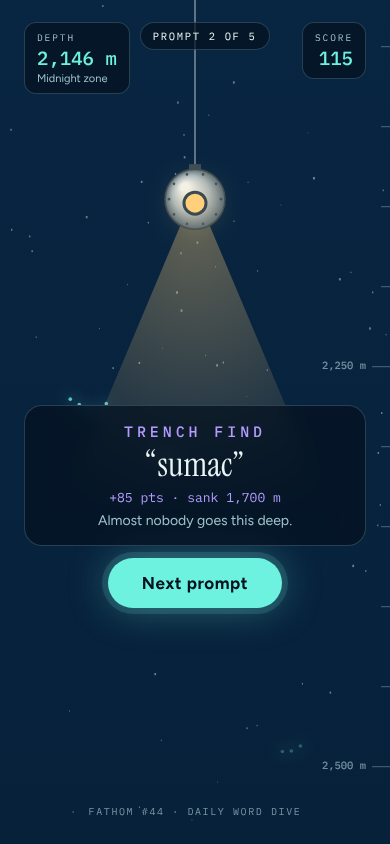 DEPTH
2,146 m
Midnight zone
PROMPT 2 OF 5
SCORE
115
2,250 m
TRENCH FIND
“sumac”
+85 pts · sank 1,700 m
Almost nobody goes this deep.
Next prompt
2,500 m
FATHOM #44 · DAILY WORD DIVE